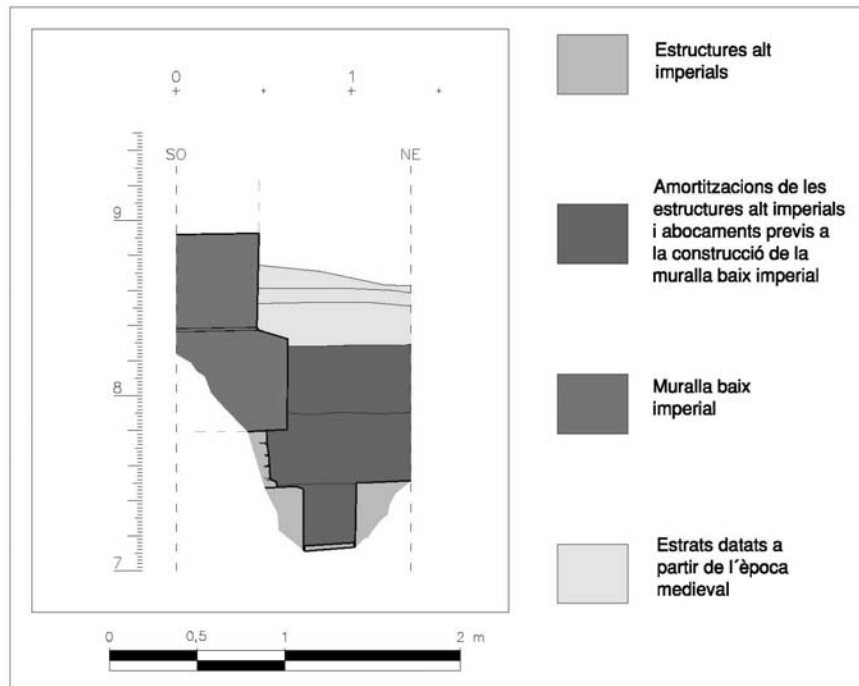 0 1
SO NE
9
8
7
0 0,5 1 2 m
Estructures alt
imperials
Amortitzacions de les
estructures alt imperials
i abocaments previs a
la construcció de la
muralla baix imperial
Muralla baix
imperial
Estrats datats a
partir de l´època
medieval